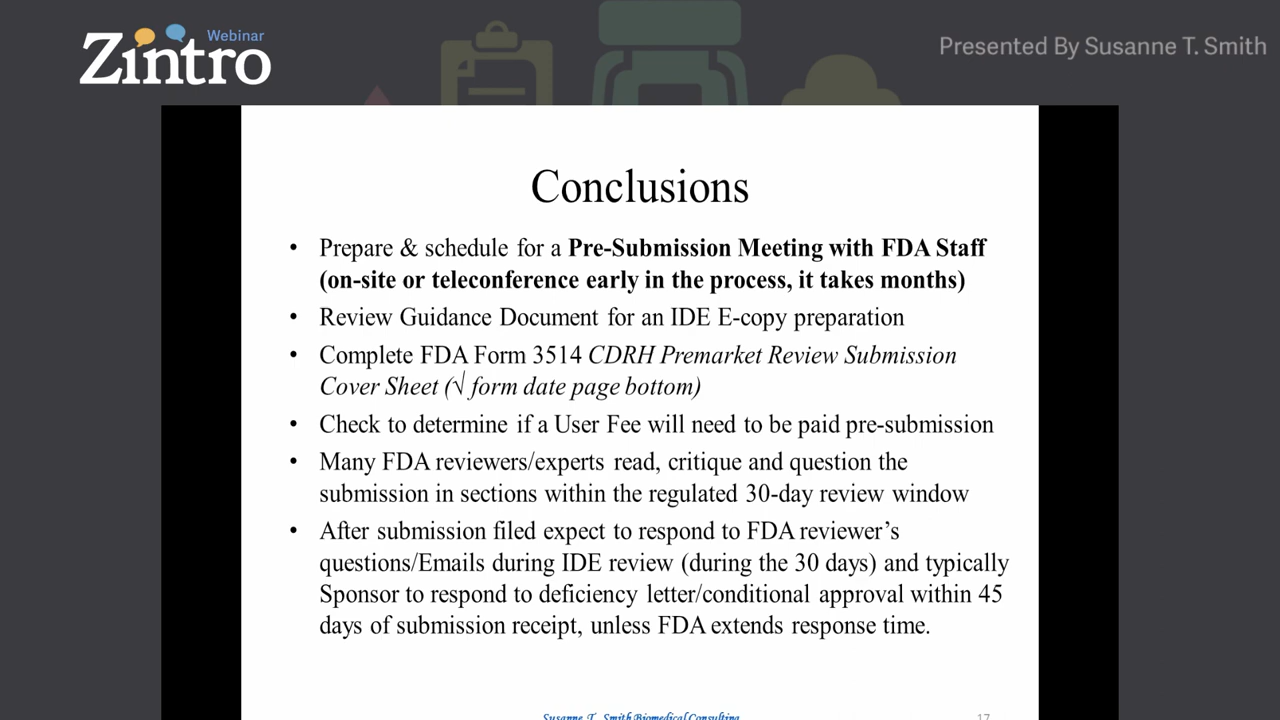 Webinar
Zintro
Presented By Susanne T. Smith
Conclusions
• Prepare & schedule for a Pre-Submission Meeting with FDA Staff
(on-site or teleconference early in the process, it takes months)
• Review Guidance Document for an IDE E-copy preparation
• Complete FDA Form 3514 CDRH Premarket Review Submission
Cover Sheet (√ form date page bottom)
• Check to determine if a User Fee will need to be paid pre-submission
• Many FDA reviewers/experts read, critique and question the
submission in sections within the regulated 30-day review window
• After submission filed expect to respond to FDA reviewer’s
questions/Emails during IDE review (during the 30 days) and typically
Sponsor to respond to deficiency letter/conditional approval within 45
days of submission receipt, unless FDA extends response time.
Susanne T. Smith Biomedical Consulting
17